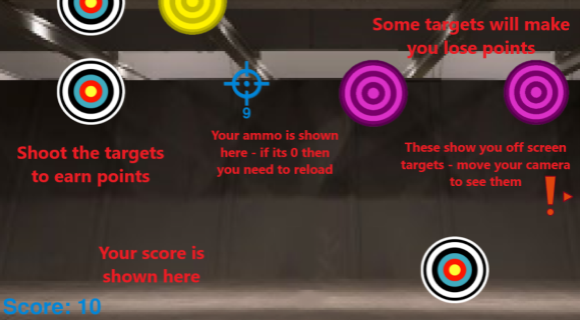 Some targets will make
you lose points
9
Your ammo is shown
here - if its 0 then
you need to reload
These show you off screen
targets - move your camera
to see them
!
Shoot the targets
to earn points
Your score is
shown here
Score: 10